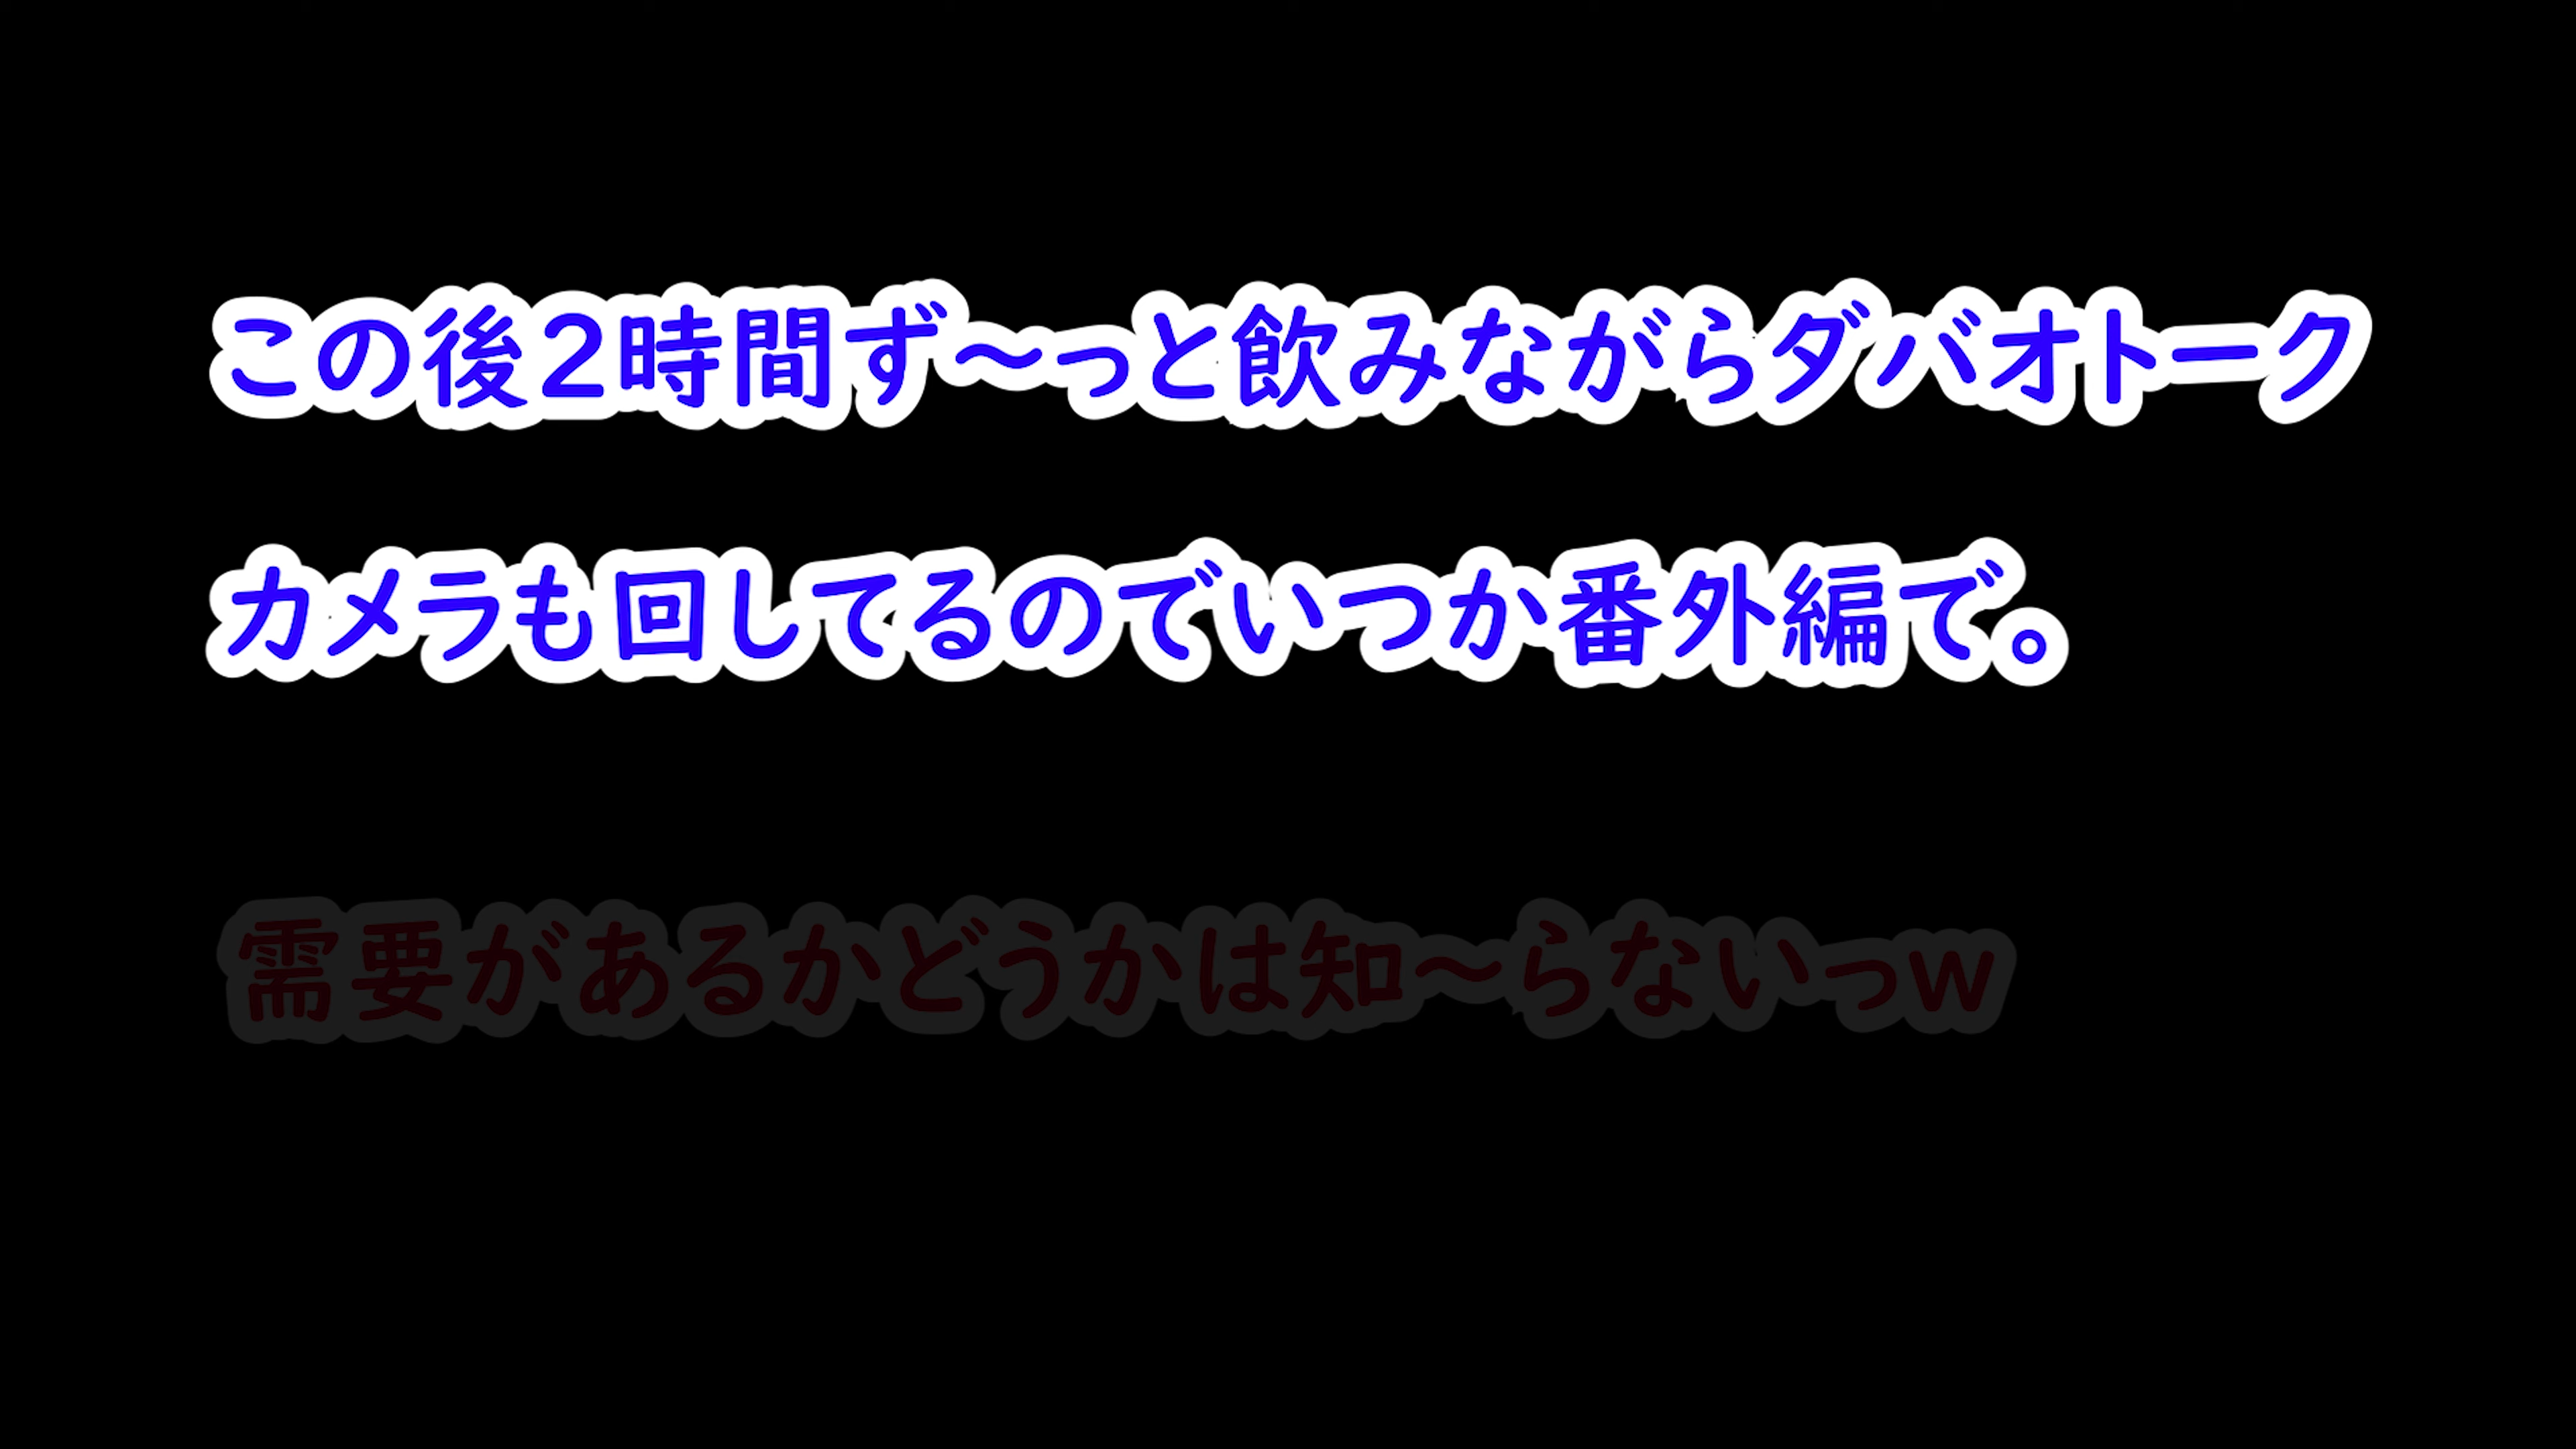 この後２時間ず～っと飲みながらダバオトーク
カメラも回してるのでいつか番外編で。
需要があるかどうかは知～らないっｗ